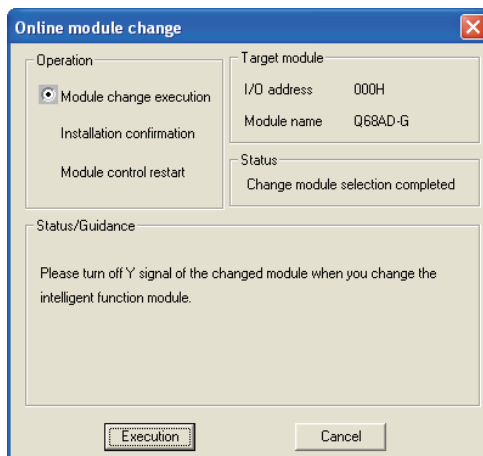 Online module change
Operation
Module change execution
Installation confirmation
Module control restart
Target module
I/O address 000H
Module name Q68AD-G
Status
Change module selection completed
Status/Guidance
Please turn off Y signal of the changed module when you change the
intelligent function module.
Execution
Cancel